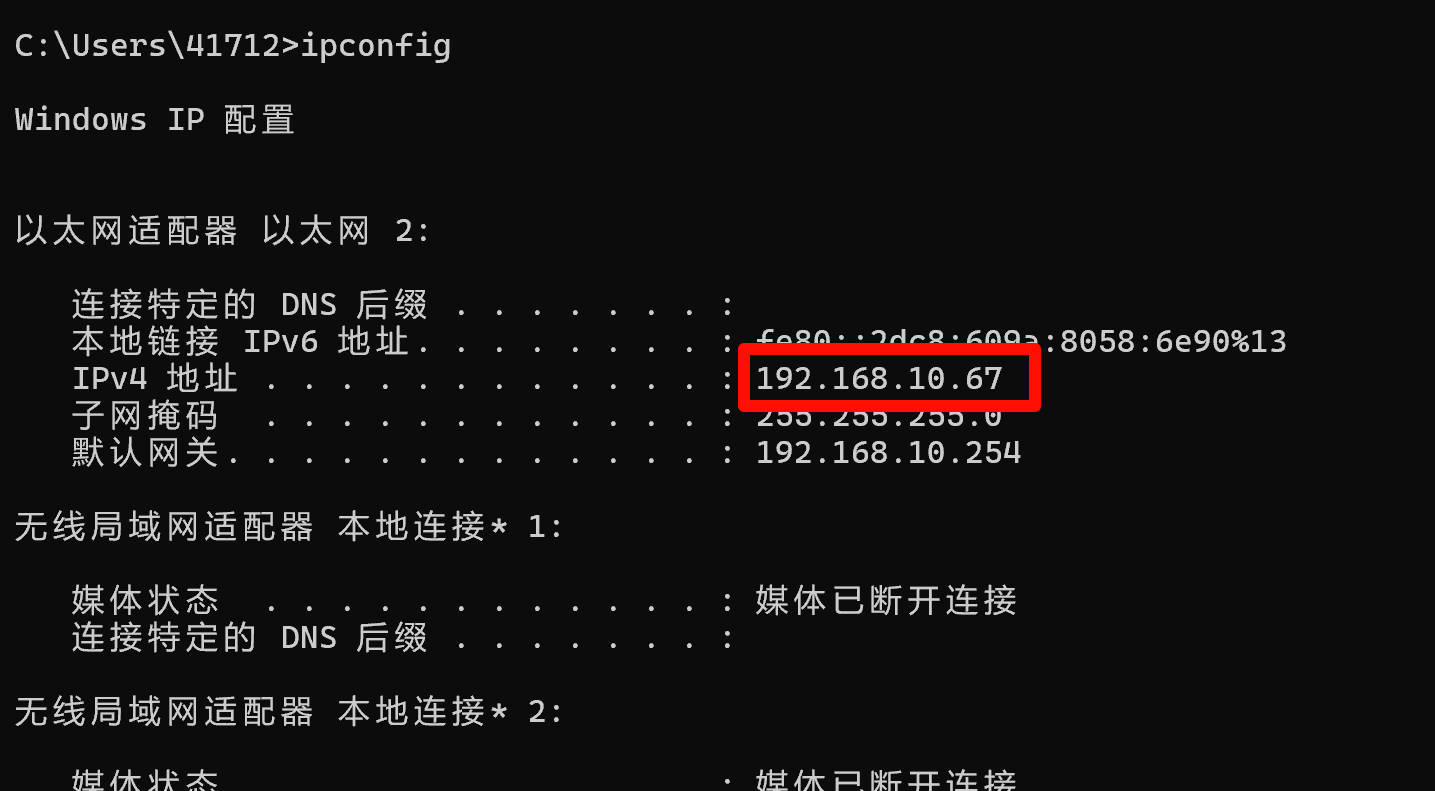 C:\Users\41712>ipconfig
Windows IP 配置
以太网适配器 以太网 2:
连接特定的 DNS 后缀 . . . . . . . :
本地链接 IPv6 地址. . . . . . . . : fe80::2dc8:609a:8058:6e90%13
IPv4 地址 . . . . . . . . . . . . : 192.168.10.67
子网掩码 . . . . . . . . . . . . : 255.255.255.0
默认网关. . . . . . . . . . . . . : 192.168.10.254
无线局域网适配器 本地连接* 1:
媒体状态 . . . . . . . . . . . . : 媒体已断开连接
连接特定的 DNS 后缀 . . . . . . . :
无线局域网适配器 本地连接* 2:
媒体状态 . . . . . . . . . . . . : 媒体已断开连接